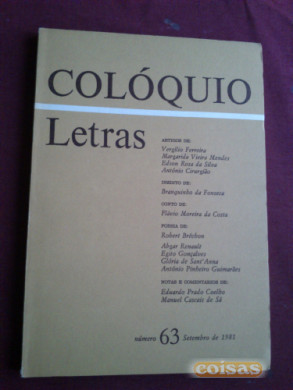 COLÓQUIO
Letras
ARTIGOS DE:
Vergílio Ferreira
Margarida Vieira Mendes
Edson Rosa da Silva
António Cirurgião
INÉDITO DE:
Branquinho da Fonseca
CONTO DE:
Flávio Moreira da Costa
POESIA DE:
Robert Bréchon
Abgar Renault
Egito Gonçalves
Glória de Sant'Anna
António Pinheiro Guimarães
NOTAS E COMENTÁRIOS DE:
Eduardo Prado Coelho
Manuel Cascais de Sá
número 63 Setembro de 1981
coisas